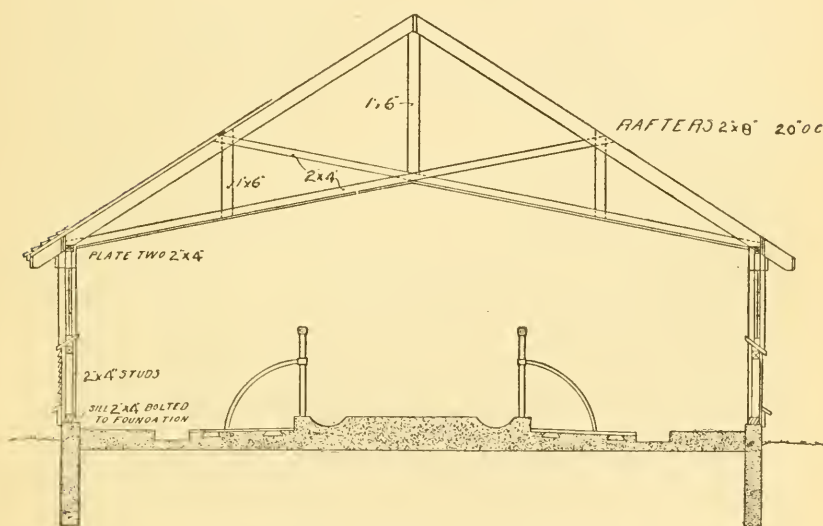 1"x6"
RAFTERS 2"x8" 20"OC
1"x6"
2"x4"
PLATE TWO 2"x4"
2"x4" STUDS
SILL 2"x4" BOLTED
TO FOUNDATION